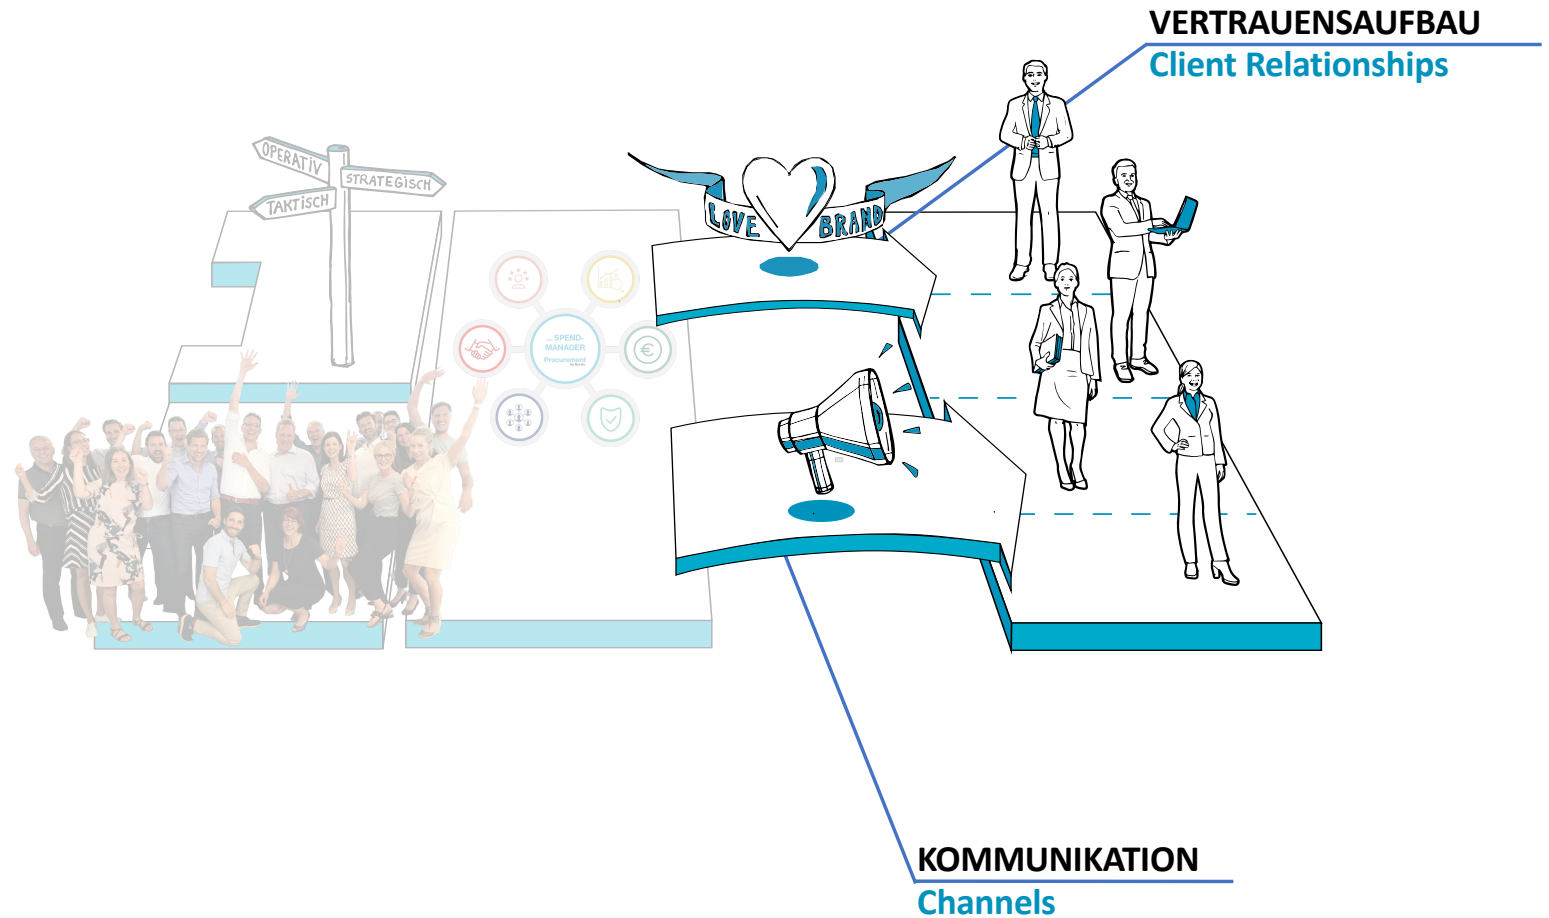 VERTRAUENSAUFBAU
Client Relationships
OPERATIV
STRATEGISCH
TAKTISCH
LOVE BRAND
...SPEND-
MANAGER
Procurement
KOMMUNIKATION
Channels